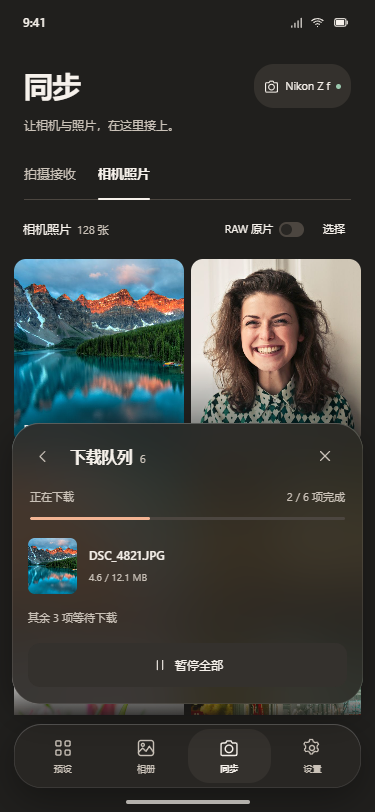 9:41
同步
Nikon Z f
让相机与照片，在这里接上。
拍摄接收 相机照片
相机照片 128 张 RAW 原片 选择
下载队列 6
正在下载 2 / 6 项完成
DSC_4821.JPG
4.6 / 12.1 MB
其余 3 项等待下载
暂停全部
预设 相册 同步 设置